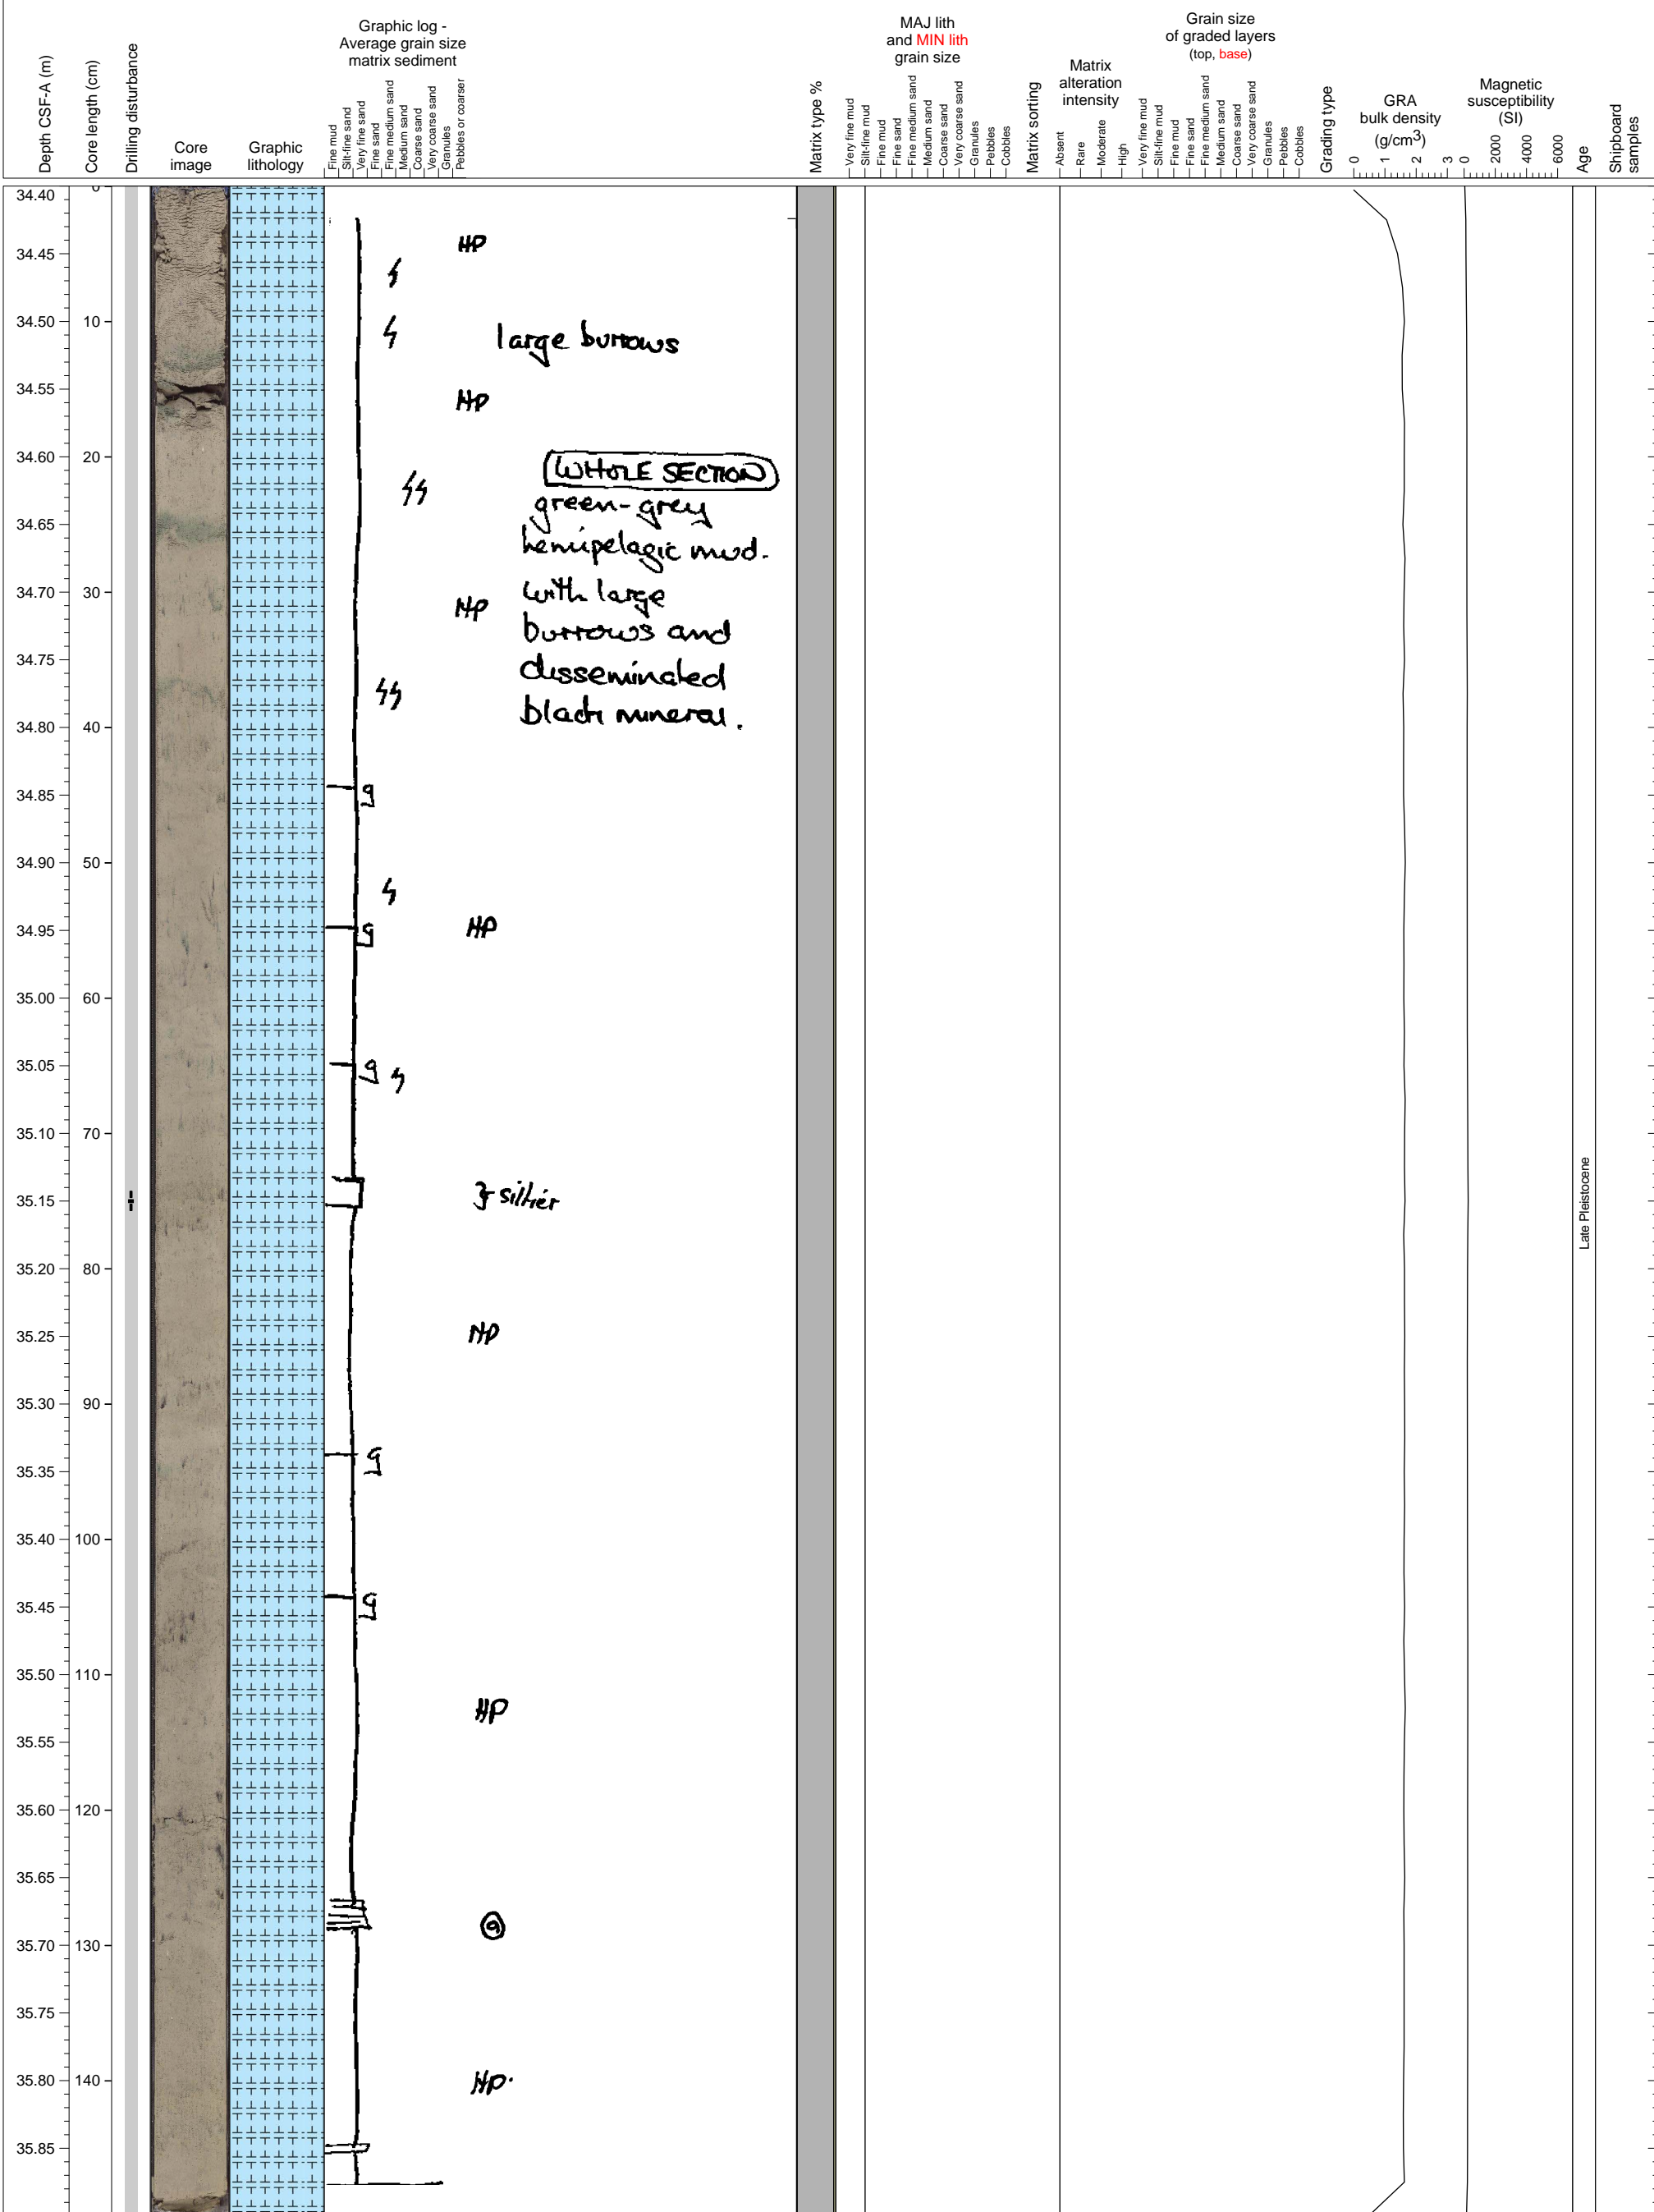 Depth CSF-A (m)
Core length (cm)
Drilling disturbance
Core
image
Graphic
lithology
Graphic log -
Average grain size
matrix sediment
Fine mud
Silt-fine sand
Very fine sand
Fine sand
Fine medium sand
Medium sand
Coarse sand
Very coarse sand
Granules
Pebbles or coarser
Matrix type %
MAJ lith
and MIN lith
grain size
Very fine mud
Silt-fine mud
Fine mud
Fine sand
Fine medium sand
Medium sand
Coarse sand
Very coarse sand
Granules
Pebbles
Cobbles
Matrix sorting
Matrix
alteration
intensity
Absent
Rare
Moderate
High
Grain size
of graded layers
(top, base)
Very fine mud
Silt-fine mud
Fine mud
Fine sand
Fine medium sand
Medium sand
Coarse sand
Very coarse sand
Granules
Pebbles
Cobbles
Grading type
GRA
bulk density
(g/cm3)
0 1 2 3
Magnetic
susceptibility
(SI)
0 2000 4000 6000
Age
Shipboard
samples
34.40 0
HP
34.45
34.50 10
large burrows
34.55
HP
34.60 20
WHOLE SECTION
green-grey
34.65
hemipelagic mud.
34.70 30
with large
HP
burrows and
34.75
disseminated
34.80 40
black mineral.
34.85
g
34.90 50
34.95
g HP
35.00 60
35.05
g
35.10 70
35.15
} siltier
Late Pleistocene
35.20 80
35.25
HP
35.30 90
35.35
g
35.40 100
35.45
g
35.50 110
HP
35.55
35.60 120
35.65
35.70 130
35.75
35.80 140
HP.
35.85